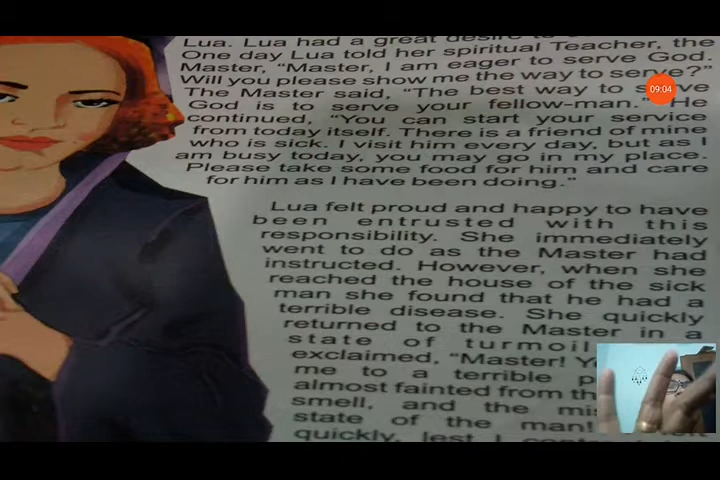 Lua. Lua had a great desire to
One day Lua told her spiritual Teacher, the
Master, "Master, I am eager to serve God.
Will you please show me the way to serve?"
The Master said, "The best way to serve
God is to serve your fellow-man." He
continued, "You can start your service
from today itself. There is a friend of mine
who is sick. I visit him every day, but as I
am busy today, you may go in my place.
Please take some food for him and care
for him as I have been doing."
Lua felt proud and happy to have
been entrusted with this
responsibility. She immediately
went to do as the Master had
instructed. However, when she
reached the house of the sick
man she found that he had a
terrible disease. She quickly
returned to the Master in a
state of turmoil
exclaimed, "Master!
me to a terrible
almost fainted from
smell, and the
state of the man!
quickly, lest I
09:04